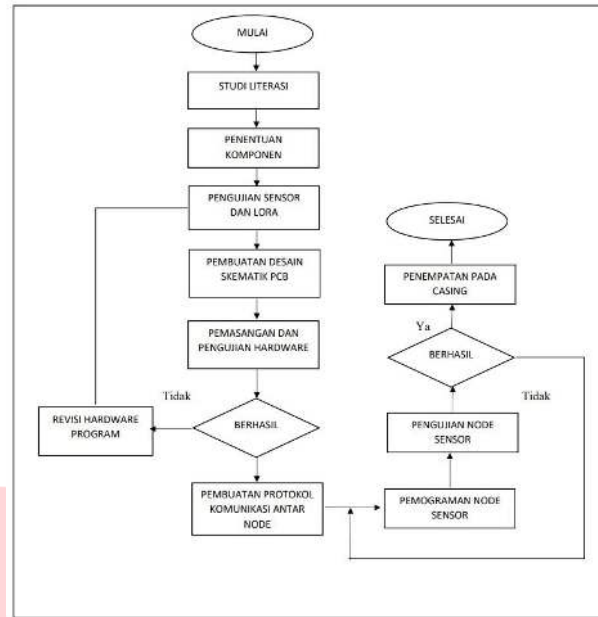 MULAI
STUDI LITERASI
PENENTUAN
KOMPONEN
PENGUJIAN SENSOR
DAN LORA
PEMBUATAN DESAIN
SKEMATIK PCB
PEMASANGAN DAN
PENGUJIAN HARDWARE
Tidak
REVISI HARDWARE
PROGRAM
BERHASIL
PEMBUATAN PROTOKOL
KOMUNIKASI ANTAR
NODE
PEMOGRAMAN NODE
SENSOR
PENGUJIAN NODE
SENSOR
Tidak
BERHASIL
Ya
PENEMPATAN PADA
CASING
SELESAI